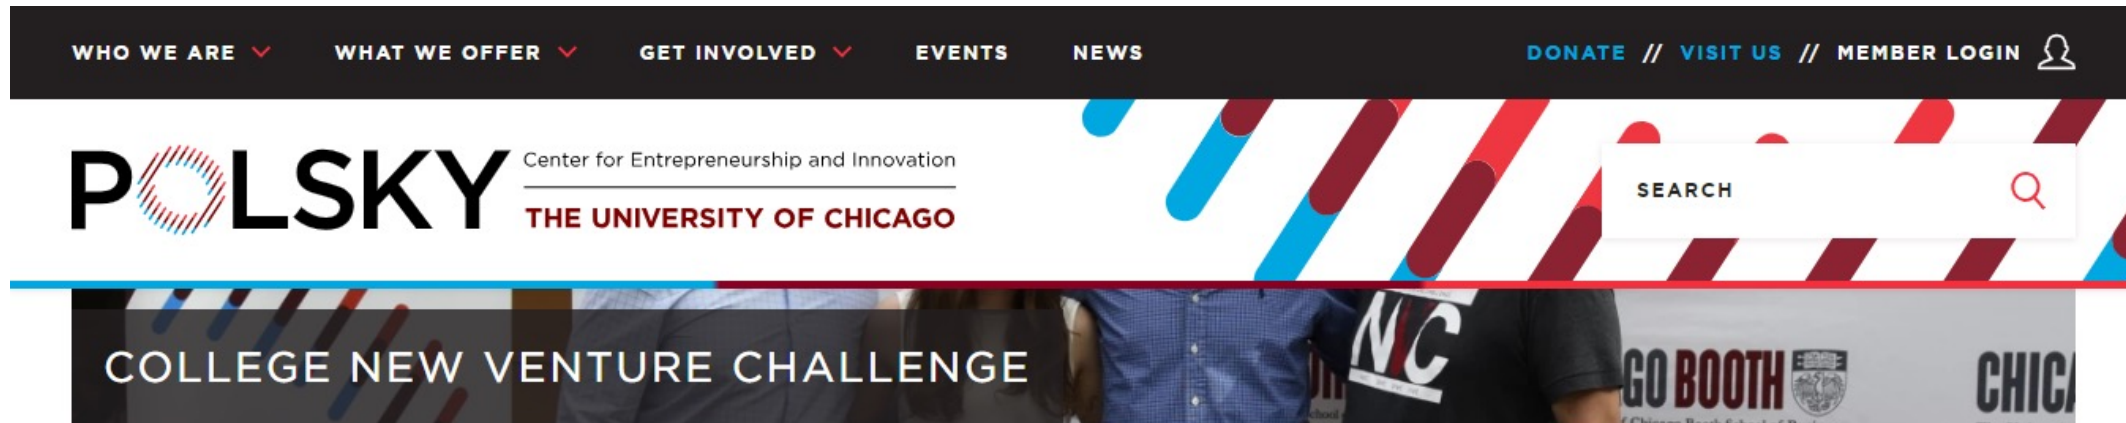 WHO WE ARE WHAT WE OFFER GET INVOLVED EVENTS NEWS DONATE // VISIT US // MEMBER LOGIN
POLSKY
Center for Entrepreneurship and Innovation
THE UNIVERSITY OF CHICAGO
SEARCH
COLLEGE NEW VENTURE CHALLENGE
NVC
GO BOOTH
CHIC